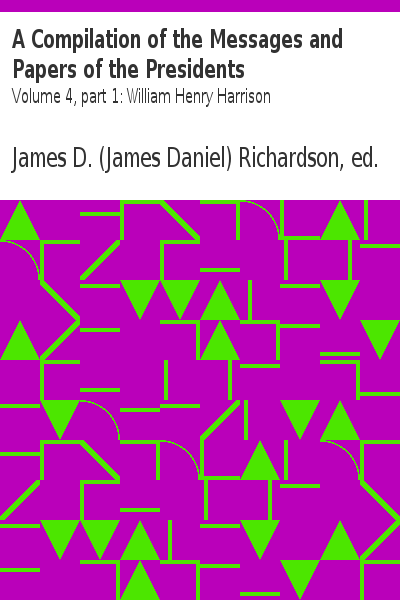 A Compilation of the Messages and
Papers of the Presidents
Volume 4, part 1: William Henry Harrison
James D. (James Daniel) Richardson, ed.